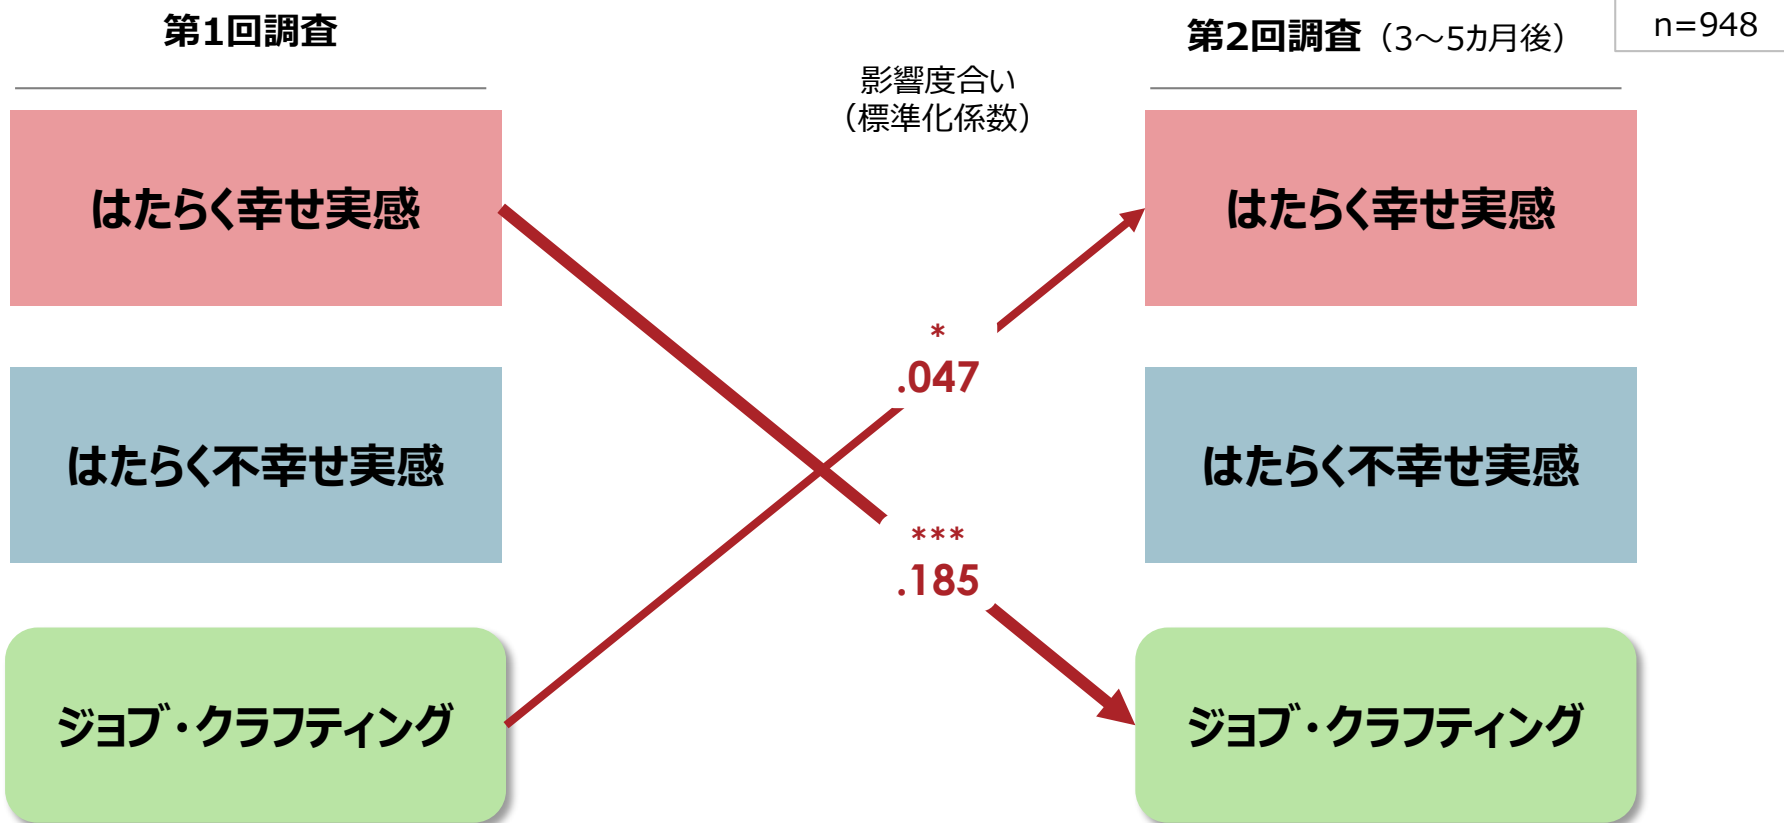 第1回調査
第2回調査（3～5カ月後）
n=948
影響度合い
（標準化係数）
はたらく幸せ実感
はたらく幸せ実感
*
.047
はたらく不幸せ実感
はたらく不幸せ実感
***
.185
ジョブ・クラフティング
ジョブ・クラフティング